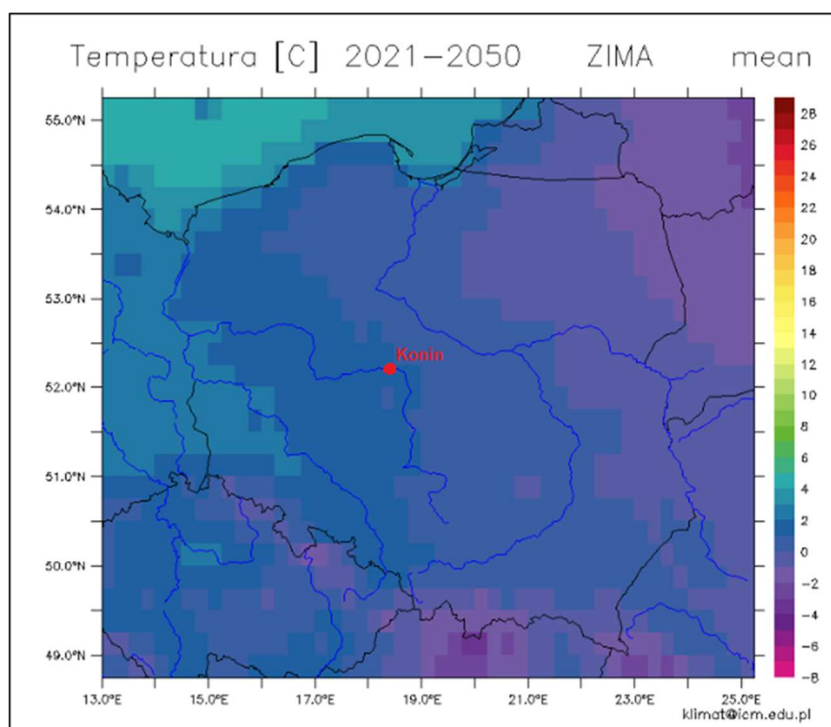 Temperatura [C] 2021–2050 ZIMA mean
55.0°N
54.0°N
53.0°N
52.0°N
51.0°N
50.0°N
49.0°N
Konin
28
26
24
22
20
18
16
14
12
10
8
6
4
2
0
-2
-4
-6
-8
13.0°E 15.0°E 17.0°E 19.0°E 21.0°E 23.0°E 25.0°E
klimat@icm.edu.pl